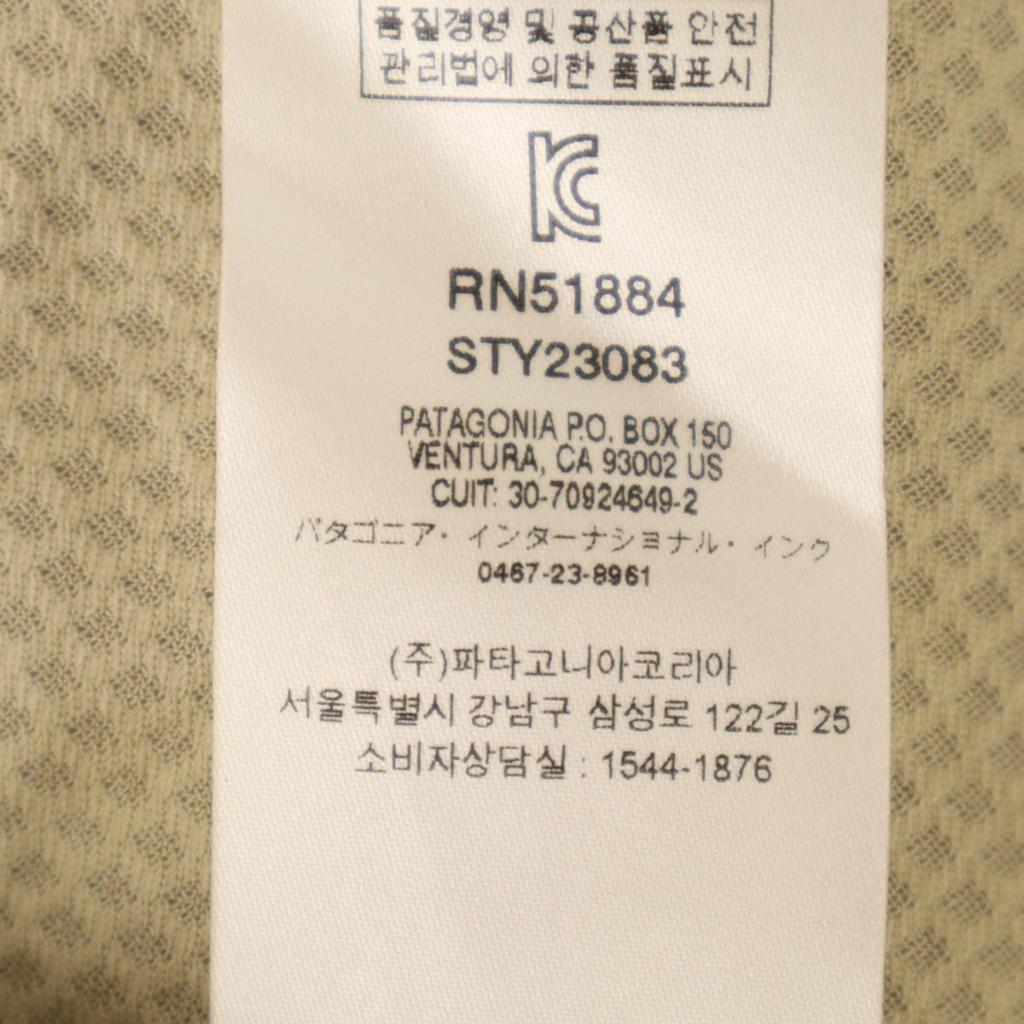 품질경영 및 공산품 안전
관리법에 의한 품질표시
KC
RN51884
STY23083
PATAGONIA P.O. BOX 150
VENTURA, CA 93002 US
CUIT: 30-70924649-2
パタゴニア・インターナショナル・インク
0467-23-8961
(주)파타고니아코리아
서울특별시 강남구 삼성로 122길 25
소비자상담실 : 1544-1876